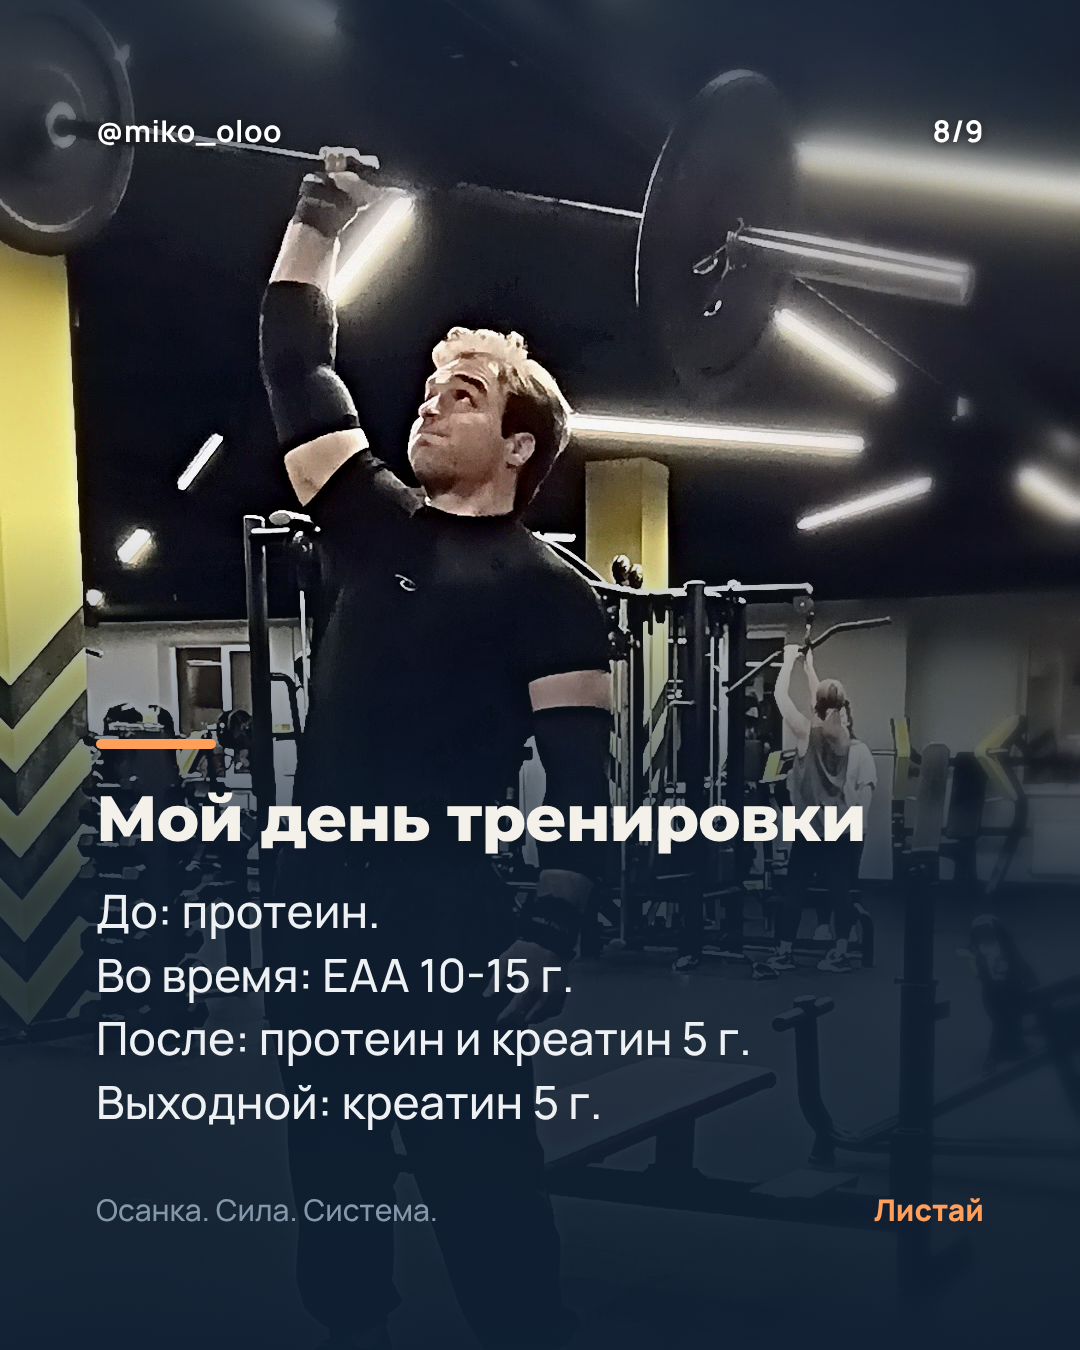 @miko_oloo
8/9
Мой день тренировки
До: протеин.
Во время: EAA 10-15 г.
После: протеин и креатин 5 г.
Выходной: креатин 5 г.
Осанка. Сила. Система.
Листай